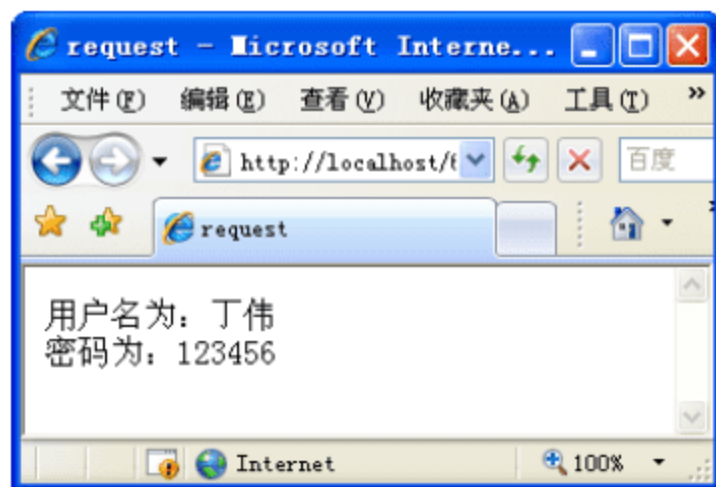 request - Microsoft Interne...
文件(F) 编辑(E) 查看(V) 收藏夹(A) 工具(T) »
http://localhost/6 百度
request
用户名为：丁伟
密码为：123456
Internet 100%